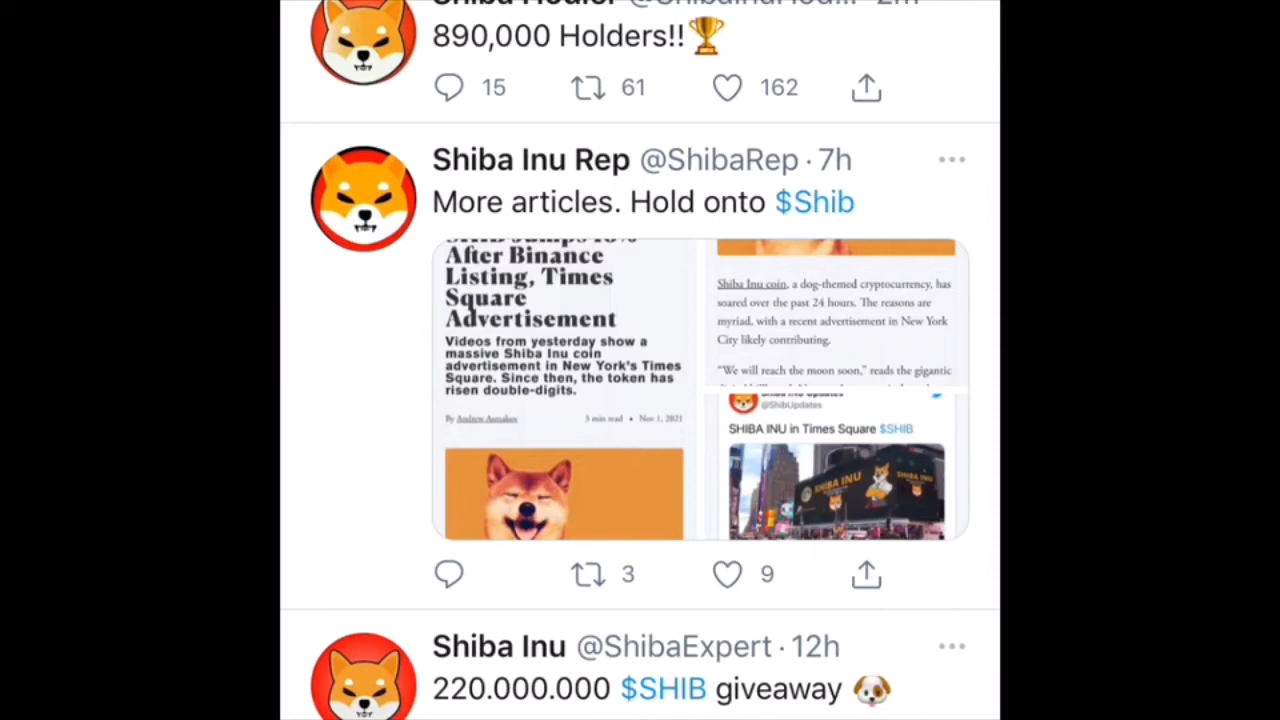 890,000 Holders!!🏆
15 61 162
Shiba Inu Rep @ShibaRep · 7h
More articles. Hold onto $Shib
After Binance
Listing, Times
Square
Advertisement
Videos from yesterday show a
massive Shiba Inu coin
advertisement in New York's Times
Square. Since then, the token has
risen double-digits.
3 min read • Nov 1, 2021
Shiba Inu coin, a dog-themed cryptocurrency, has
soared over the past 24 hours. The reasons are
myriad, with a recent advertisement in New York
City likely contributing.
"We will reach the moon soon," reads the gigantic
@ShibUpdates
SHIBA INU in Times Square $SHIB
SHIBA INU
SHIBA INU
3 9
Shiba Inu @ShibaExpert · 12h
220.000.000 $SHIB giveaway 🐶